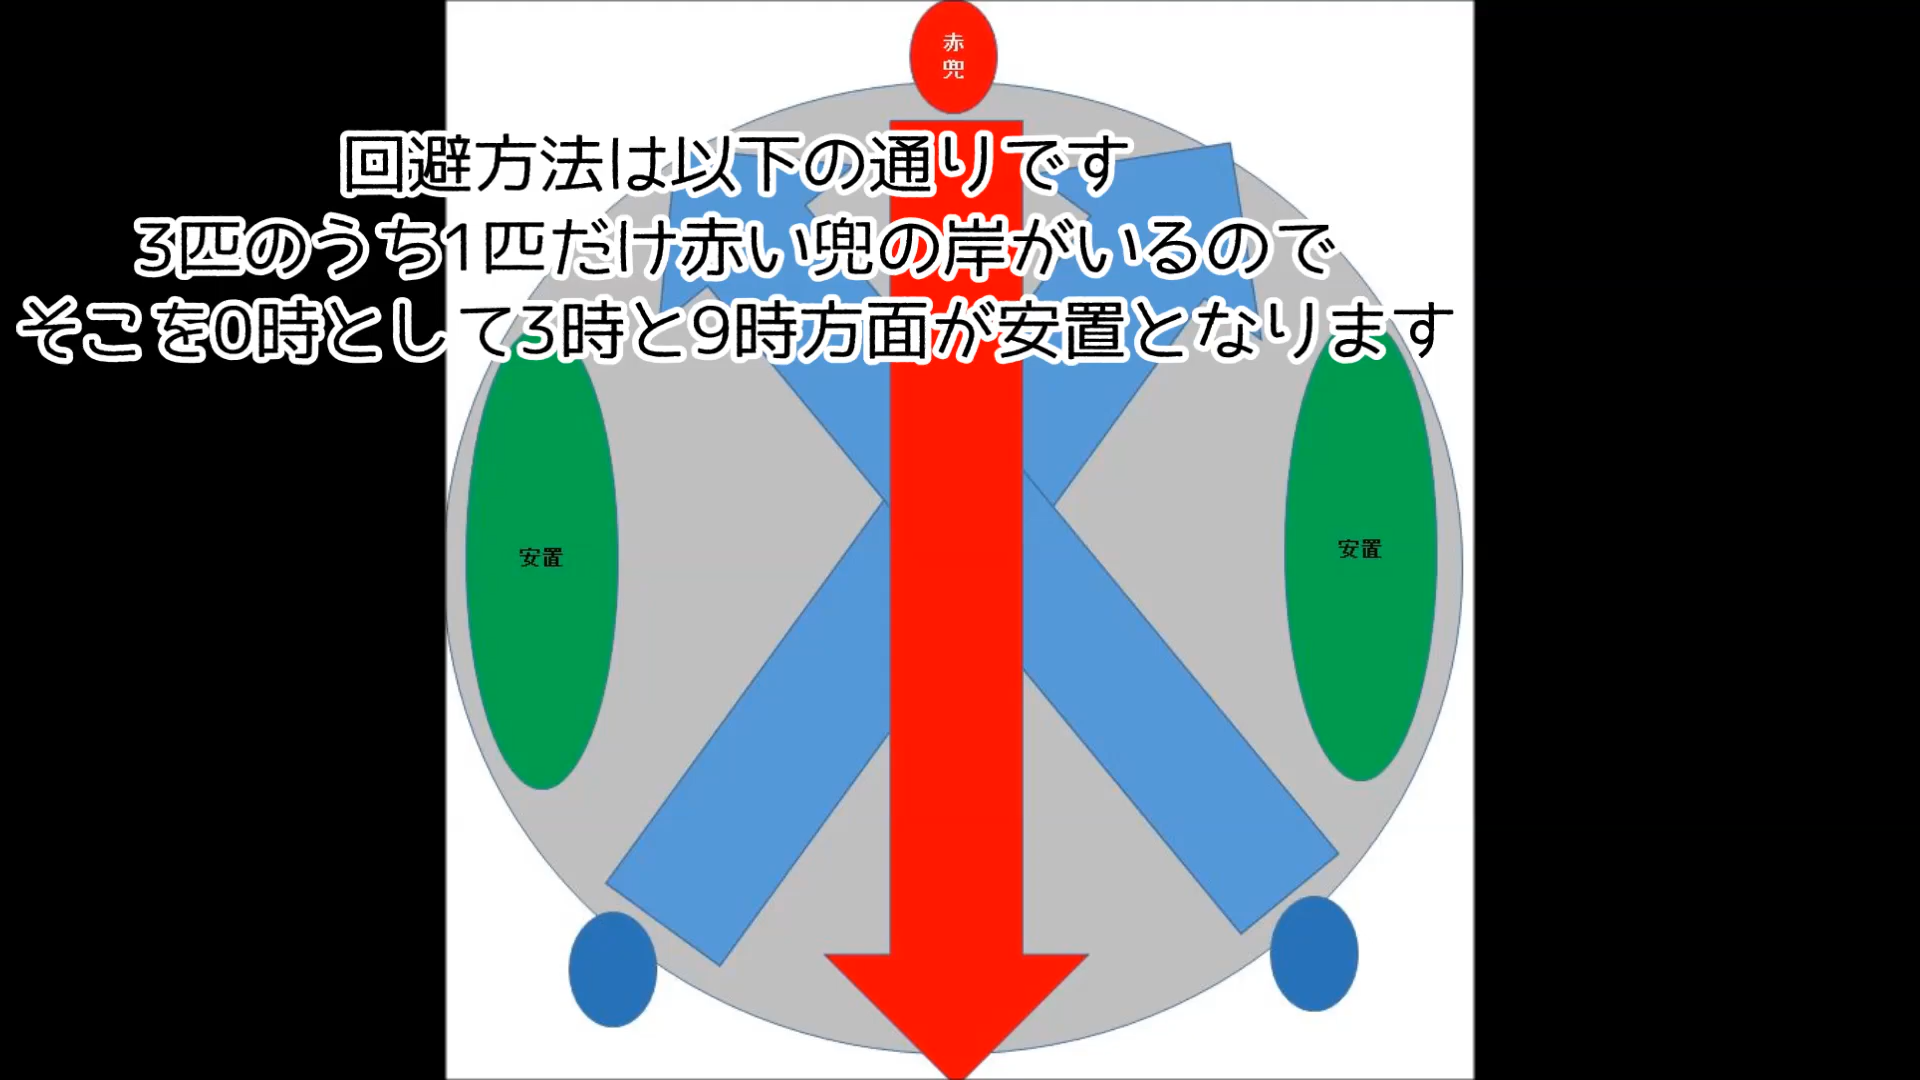 赤
兜
回避方法は以下の通りです
3匹のうち1匹だけ赤い兜の岸がいるので
そこを0時として3時と9時方面が安置となります
安置
安置